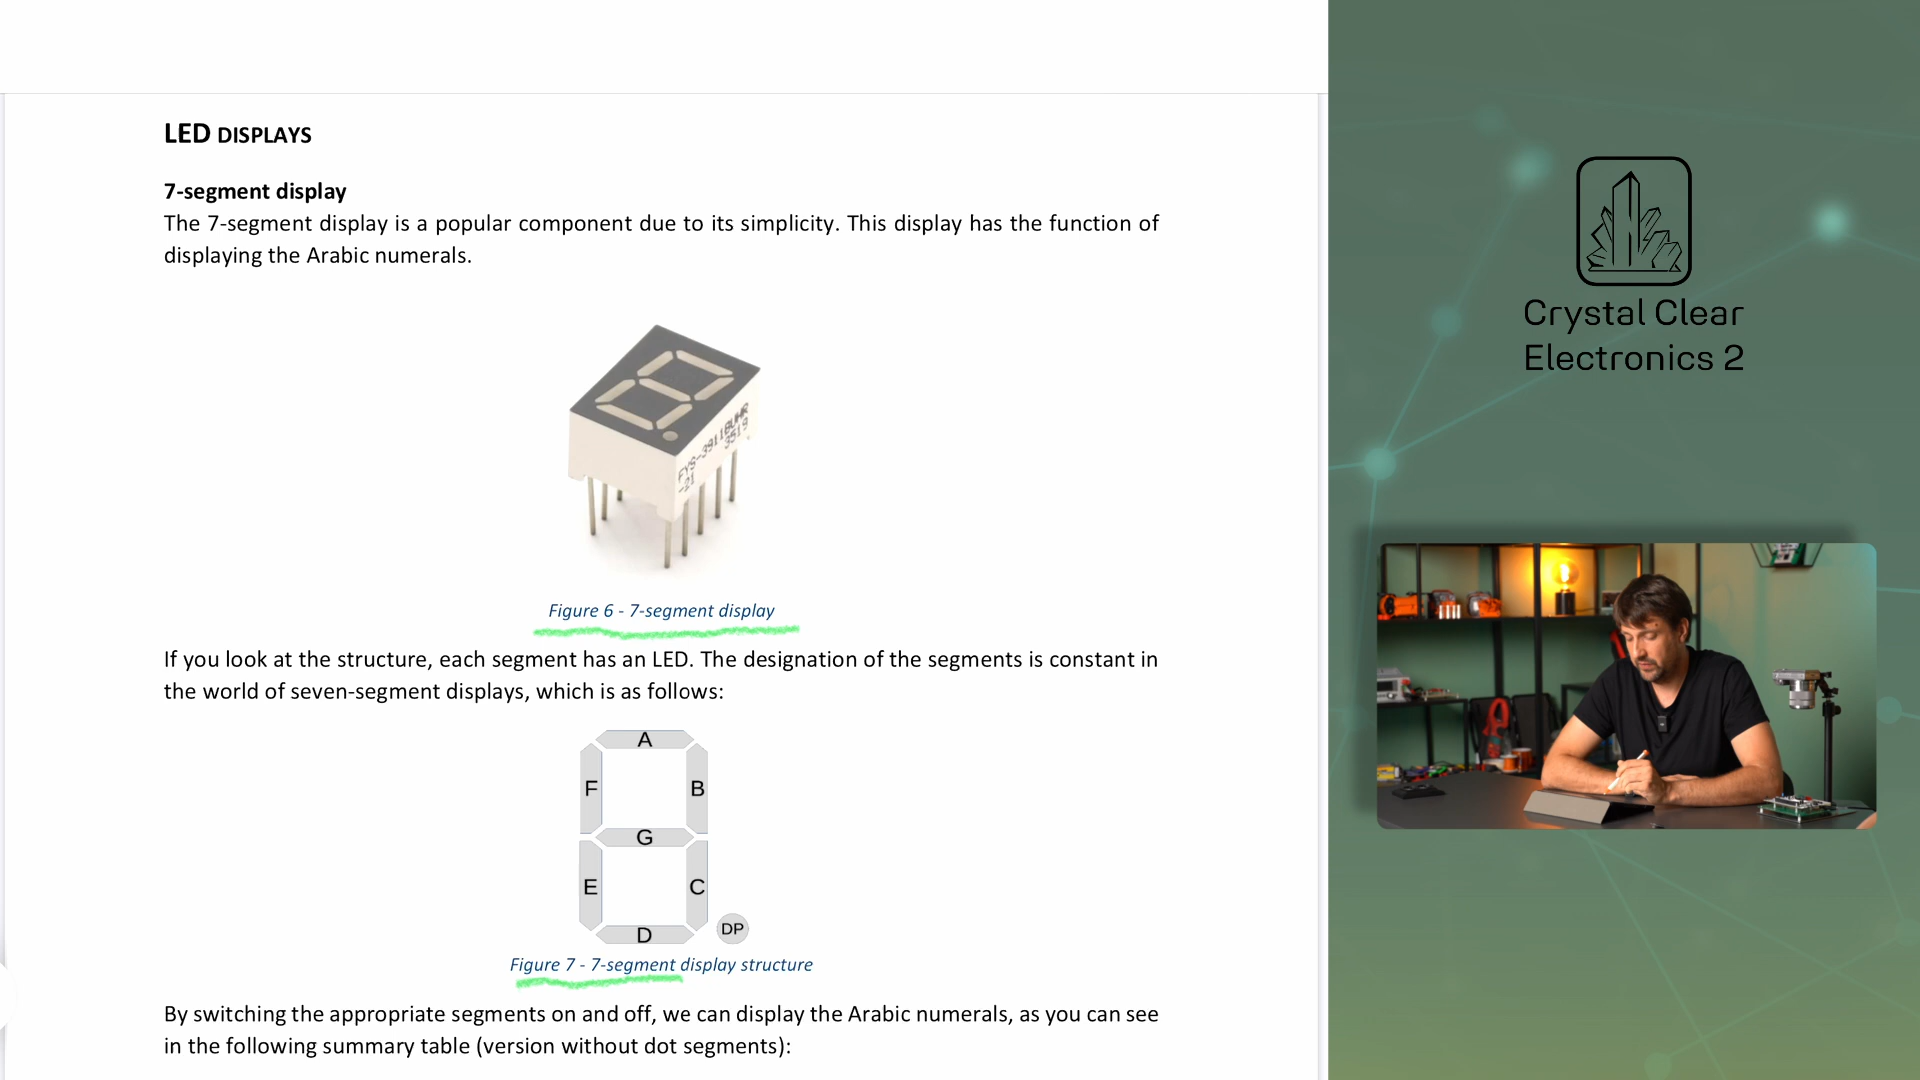 LED DISPLAYS
7-segment display
The 7-segment display is a popular component due to its simplicity. This display has the function of
displaying the Arabic numerals.
FYS-3911BUHR
-21 3519
Figure 6 - 7-segment display
If you look at the structure, each segment has an LED. The designation of the segments is constant in
the world of seven-segment displays, which is as follows:
A
F B
G
E C
D DP
Figure 7 - 7-segment display structure
By switching the appropriate segments on and off, we can display the Arabic numerals, as you can see
in the following summary table (version without dot segments):
Crystal Clear
Electronics 2